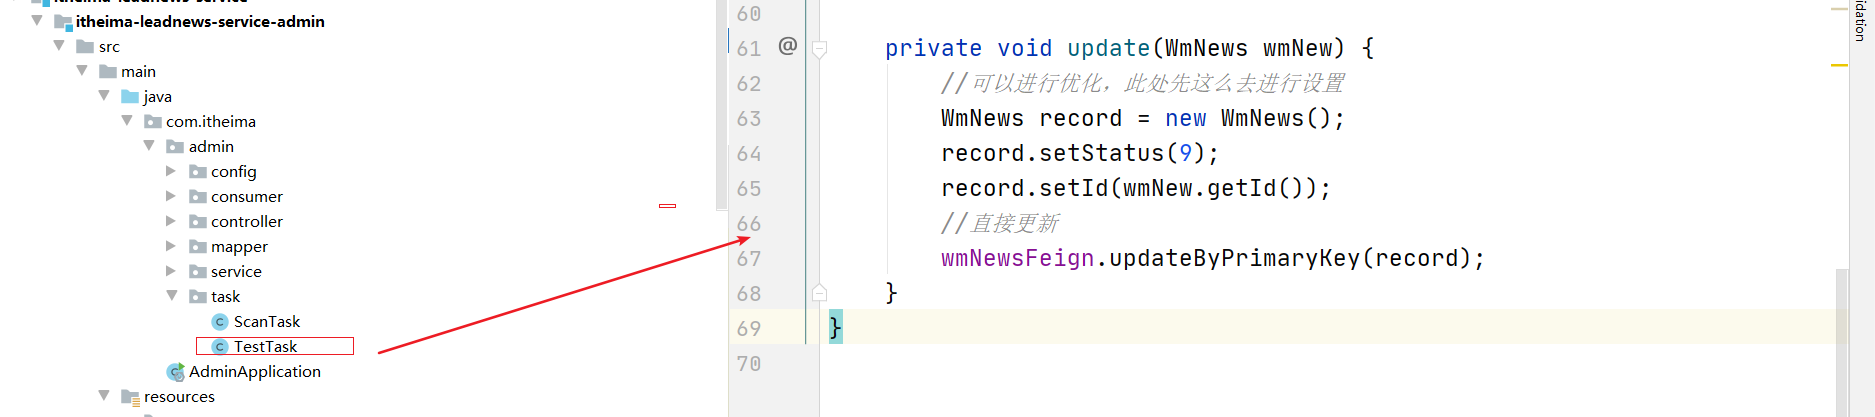 itheima-leadnews-service
itheima-leadnews-service-admin
src
main
java
com.itheima
admin
config
consumer
controller
mapper
service
task
ScanTask
TestTask
AdminApplication
resources
60
61 @ private void update(WmNews wmNew) {
62 //可以进行优化，此处先这么去进行设置
63 WmNews record = new WmNews();
64 record.setStatus(9);
65 record.setId(wmNew.getId());
66 //直接更新
67 wmNewsFeign.updateByPrimaryKey(record);
68 }
69 }
70
idation